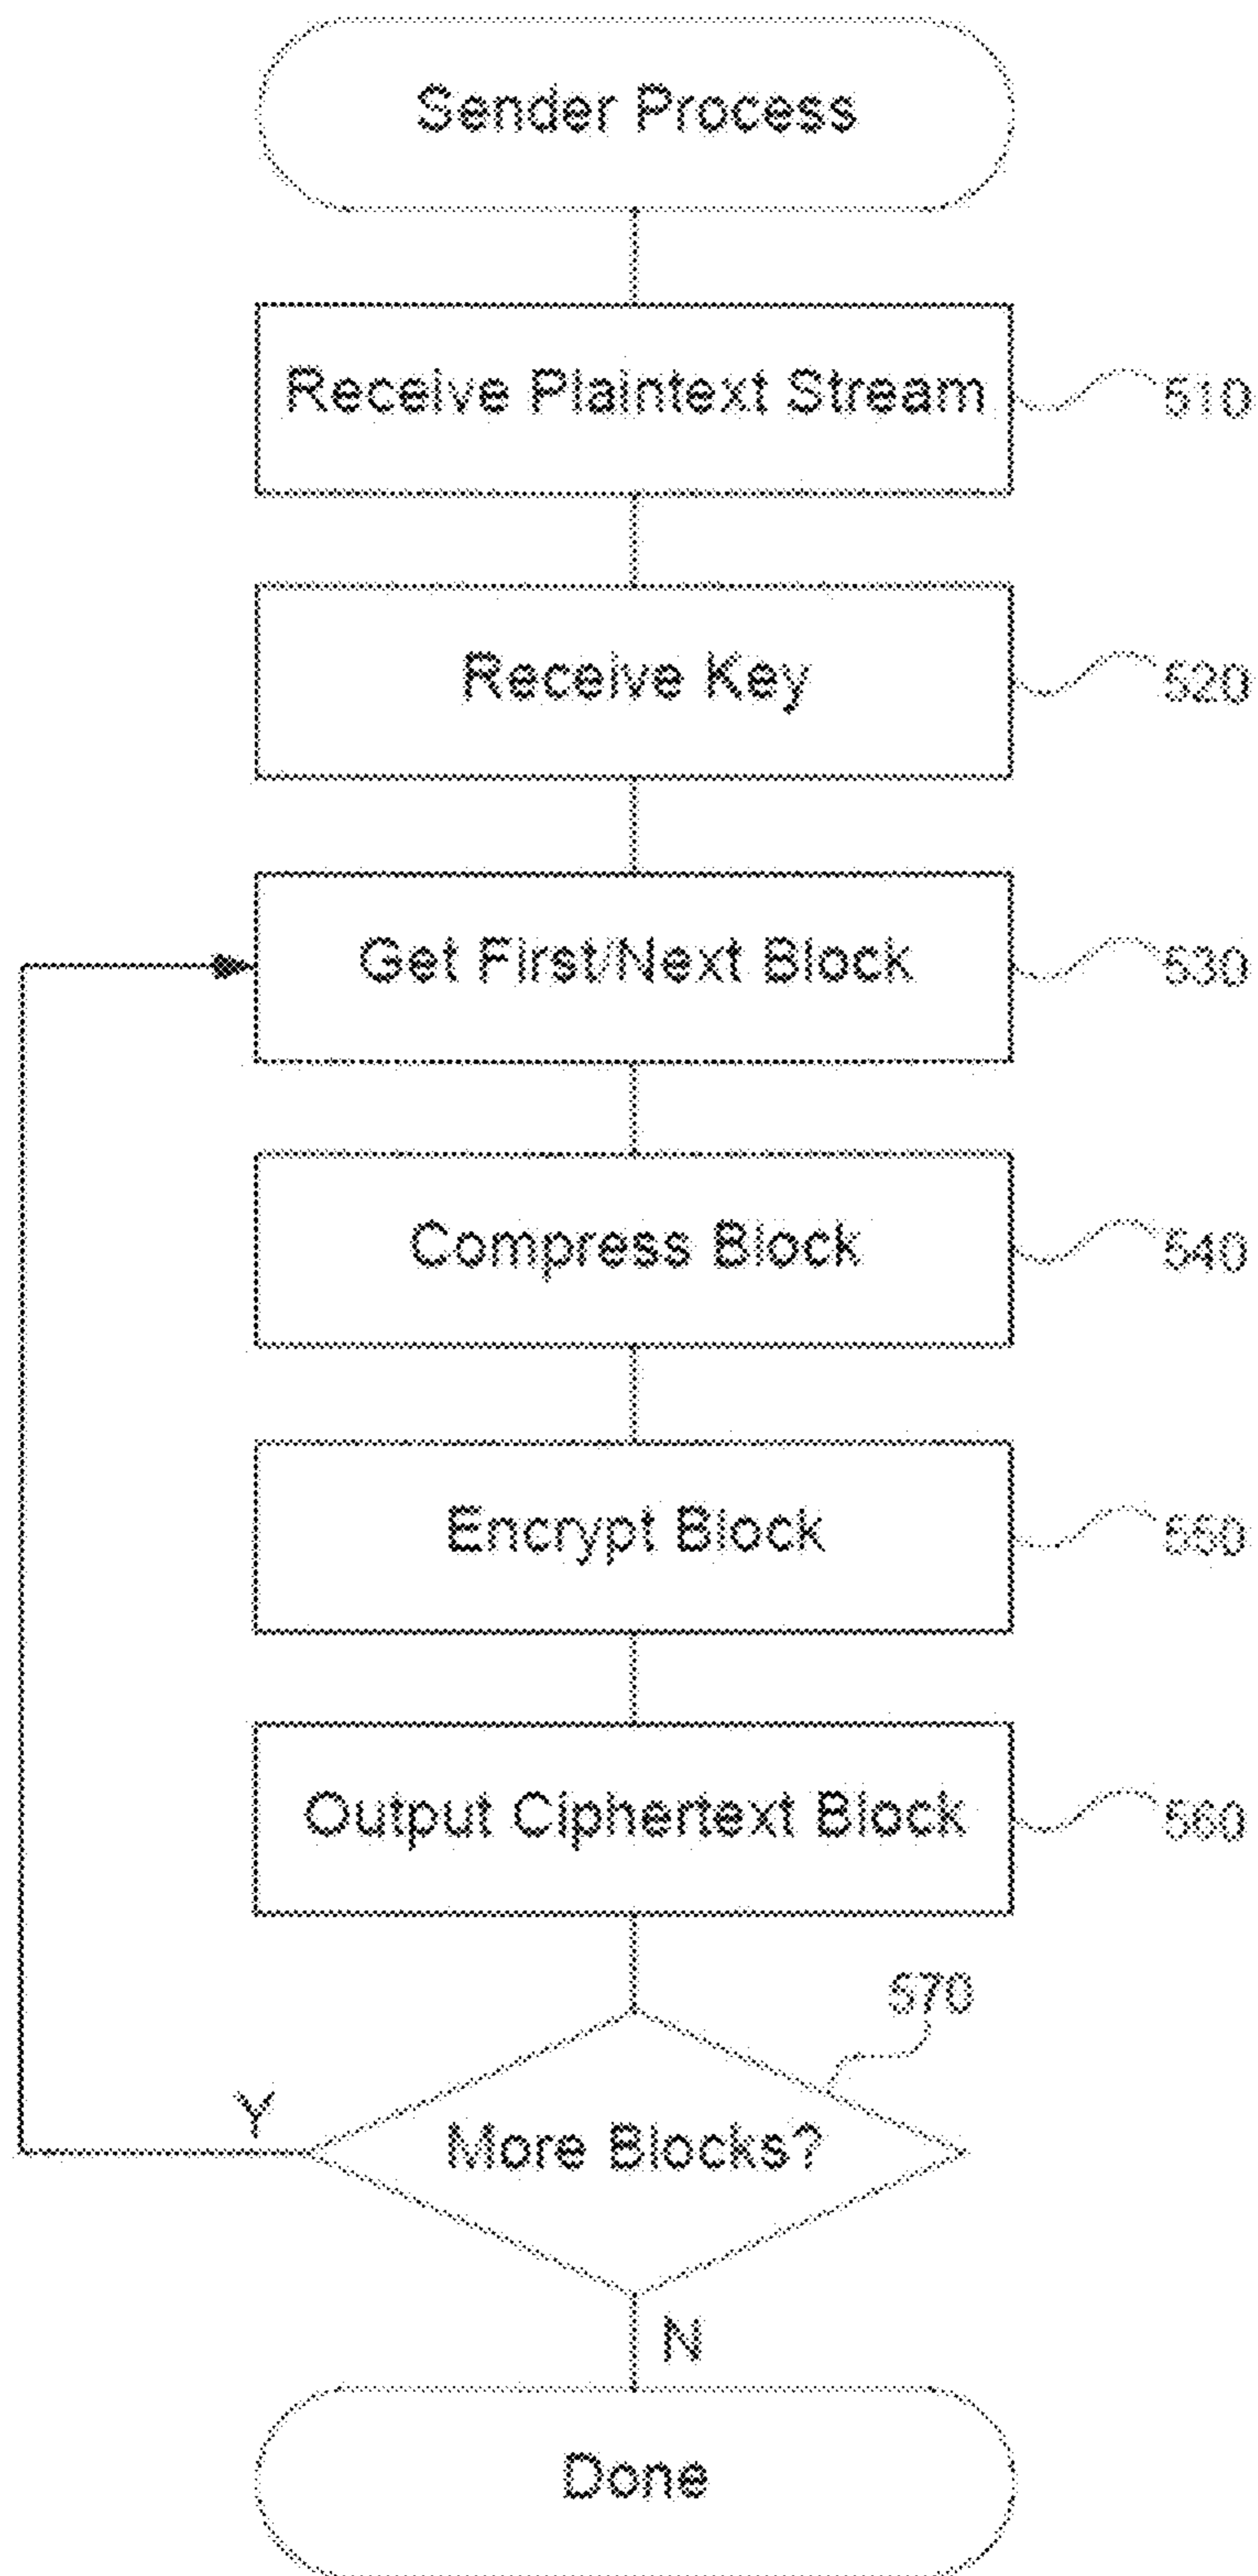 Sender Process
Receive Plaintext Stream
510
Receive Key
520
Get First/Next Block
530
Compress Block
540
Encrypt Block
550
Output Ciphertext Block
560
570
Y
More Blocks?
N
Done